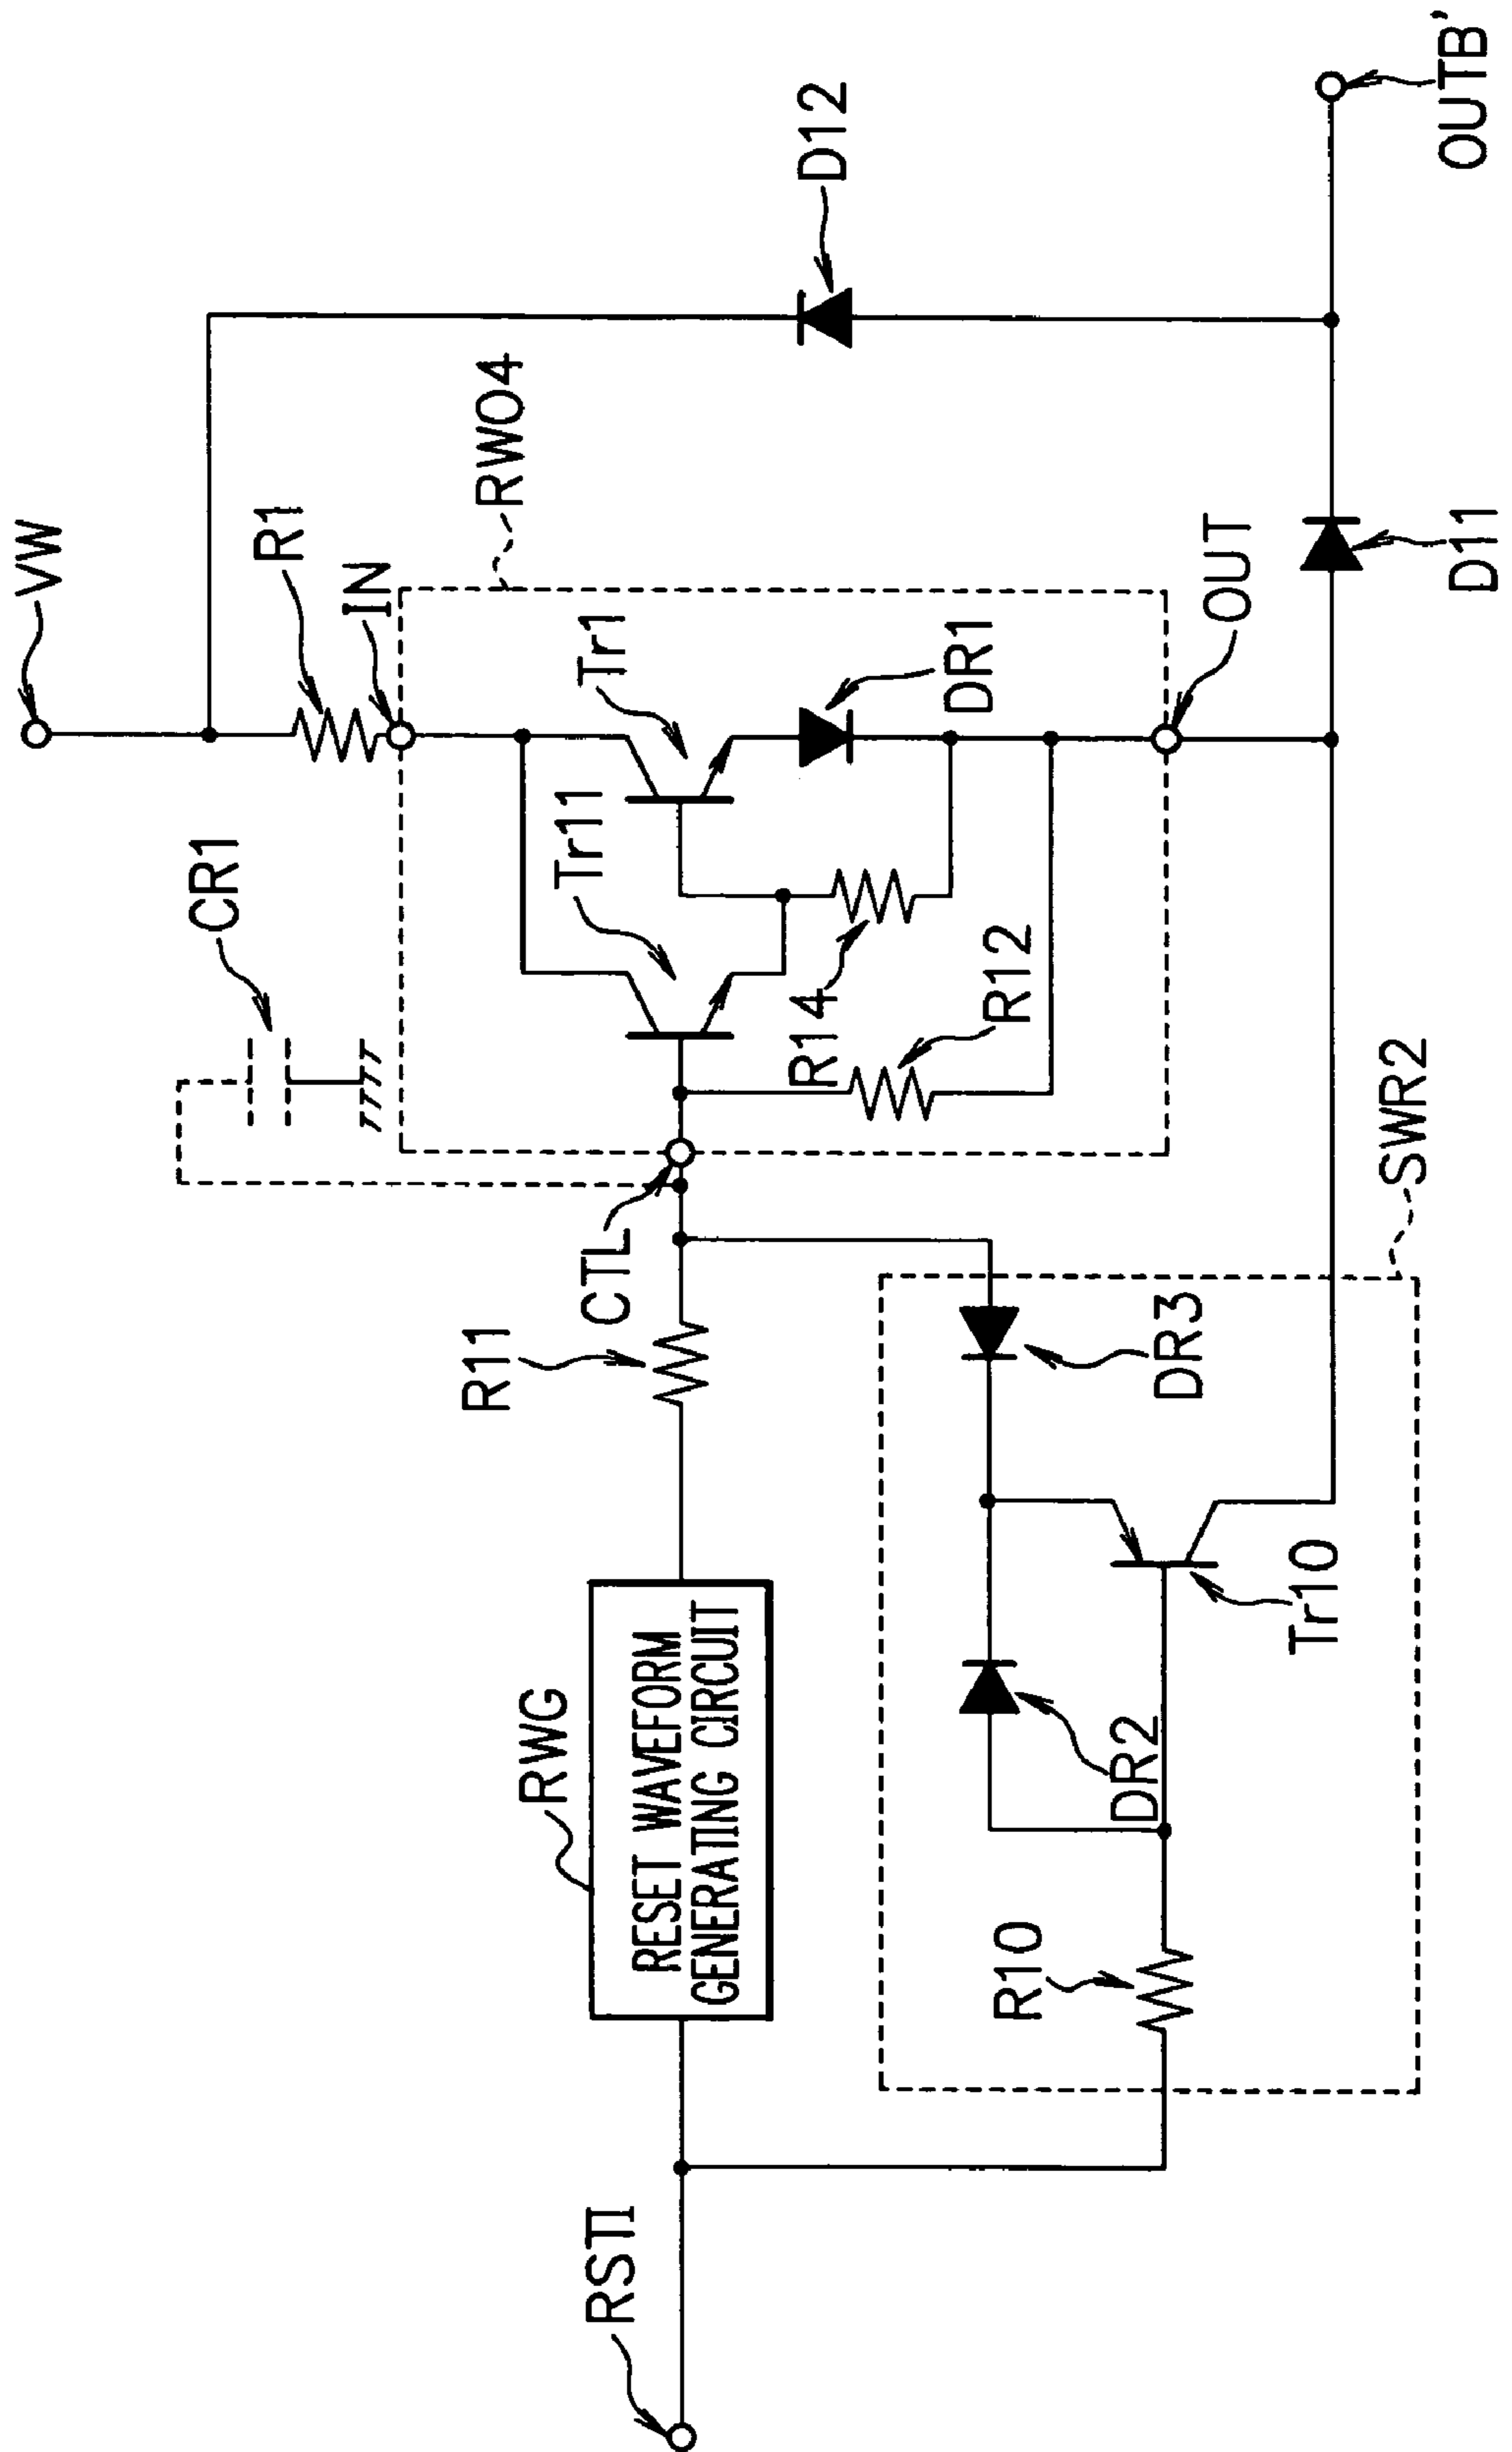 VW
R1
IN
CR1
RWO4
D12
Tr1
Tr11
DR1
R14
R12
OUT
D11
OUTB'
CTL
R11
RWG
RESET WAVEFORM
GENERATING CIRCUIT
RSTI
SWR2
DR3
DR2
Tr10
R10